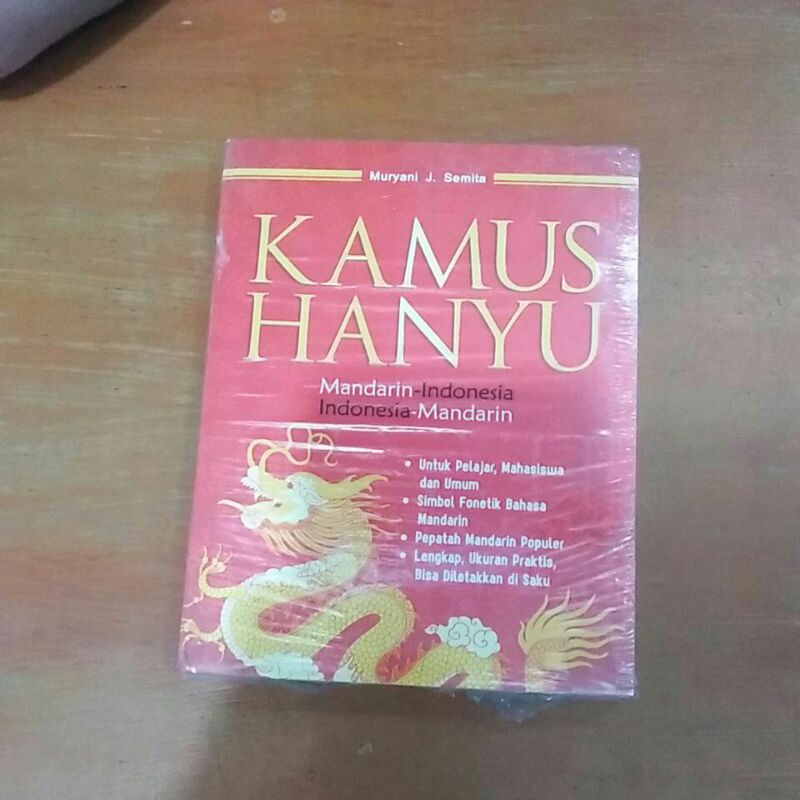 Muryani J. Semita
KAMUS
HANYU
Mandarin-Indonesia
Indonesia-Mandarin
• Untuk Pelajar, Mahasiswa
dan Umum
• Simbol Fonetik Bahasa
Mandarin
• Pepatah Mandarin Populer
• Lengkap, Ukuran Praktis,
Bisa Diletakkan di Saku